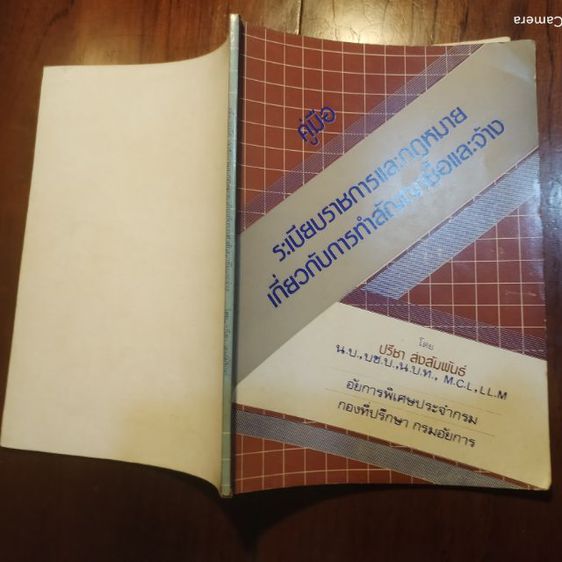 คู่มือ
ระเบียบราชการและกฎหมาย
เกี่ยวกับการทำสัญญาซื้อและจ้าง
โดย
ปรีชา ส่งสัมพันธ์
น.บ.,บช.บ.,น.บ.ท., M.C.L.,LL.M
อัยการพิเศษประจำกรม
กองที่ปรึกษา กรมอัยการ
Camera